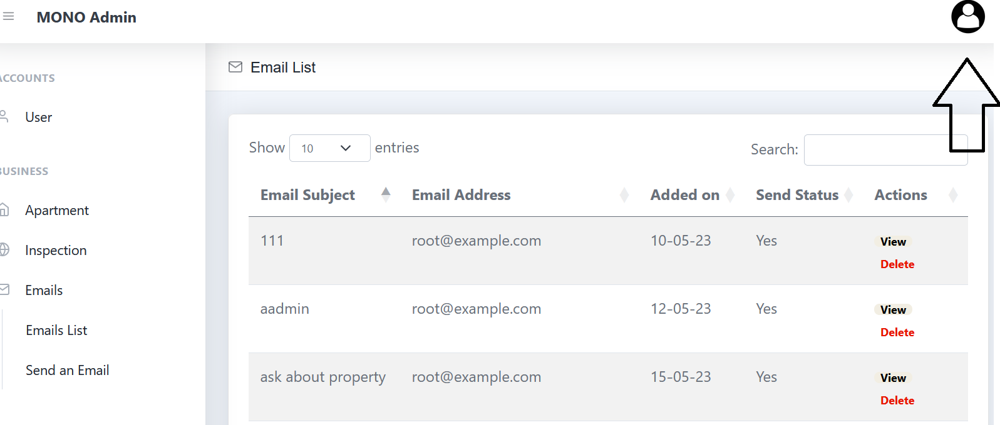 MONO Admin
CCOUNTS
User
BUSINESS
Apartment
Inspection
Emails
Emails List
Send an Email
Email List
Show 10 entries
Search:
Email Subject Email Address Added on Send Status Actions
111 root@example.com 10-05-23 Yes View
Delete
aadmin root@example.com 12-05-23 Yes View
Delete
ask about property root@example.com 15-05-23 Yes View
Delete